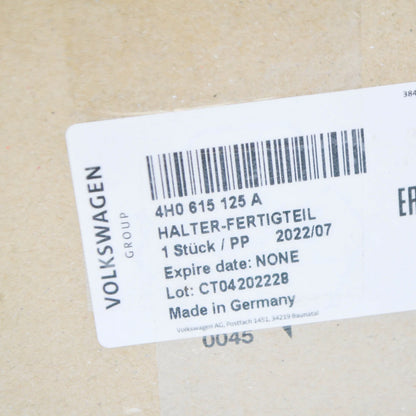 384
VOLKSWAGEN
GROUP
4H0 615 125 A
HALTER-FERTIGTEIL
1 Stück / PP 2022/07
Expire date: NONE
Lot: CT04202228
Made in Germany
Volkswagen AG, Postfach 1451, 34219 Baunatal
0045